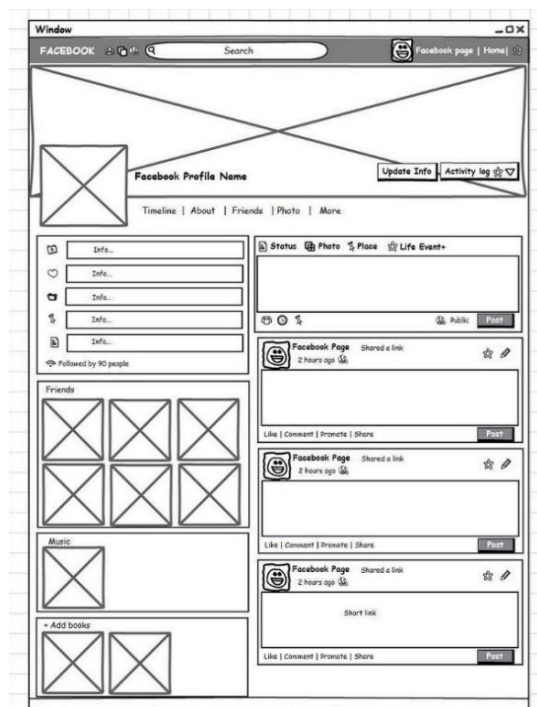 Window
FACEBOOK Search Facebook page | Home|
Facebook Profile Name
Update Info Activity log
Timeline | About | Friends | Photo | More
Info...
Info...
Info...
Info...
Info...
Followed by 90 people
Friends
Music
+ Add books
Status Photo Place Life Event+
Public Post
Facebook Page Shared a link
2 hours ago
Like | Comment | Promote | Share Post
Facebook Page Shared a link
2 hours ago
Like | Comment | Promote | Share Post
Facebook Page Shared a link
2 hours ago
Short link
Like | Comment | Promote | Share Post